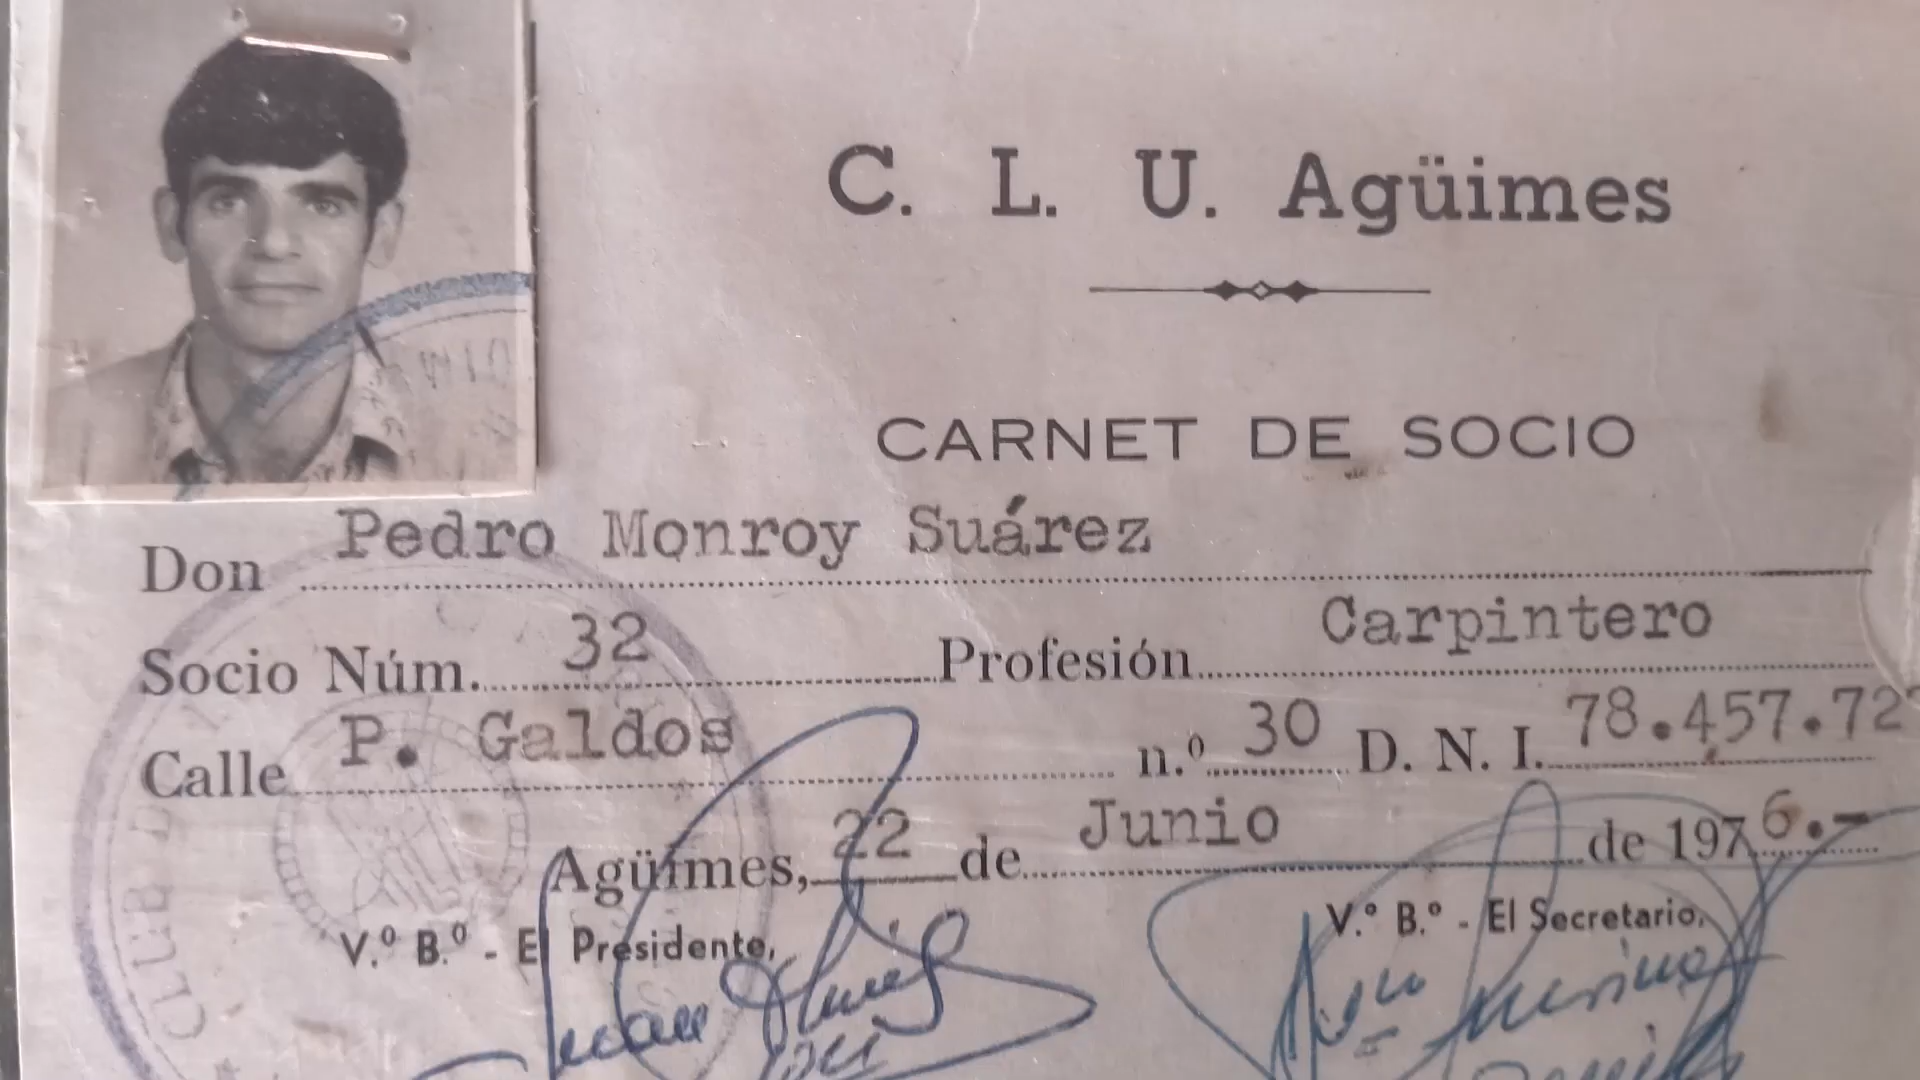 C. L. U. Agüimes
CARNET DE SOCIO
Don Pedro Monroy Suárez
Socio Núm. 32 Profesión Carpintero
Calle P. Galdos n.º 30 D. N. I. 78.457.72
Agüimes, 22 de Junio de 1976.-
V.º B.º - El Presidente, V.º B.º - El Secretario,
CLUB D